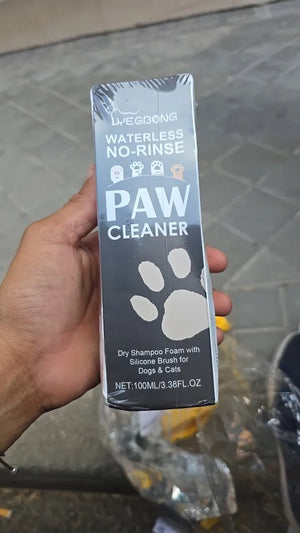 LVEGBONG
WATERLESS
NO-RINSE
PAW
CLEANER
Dry Shampoo Foam with
Silicone Brush for
Dogs & Cats
NET:100ML/3.38FL.OZ